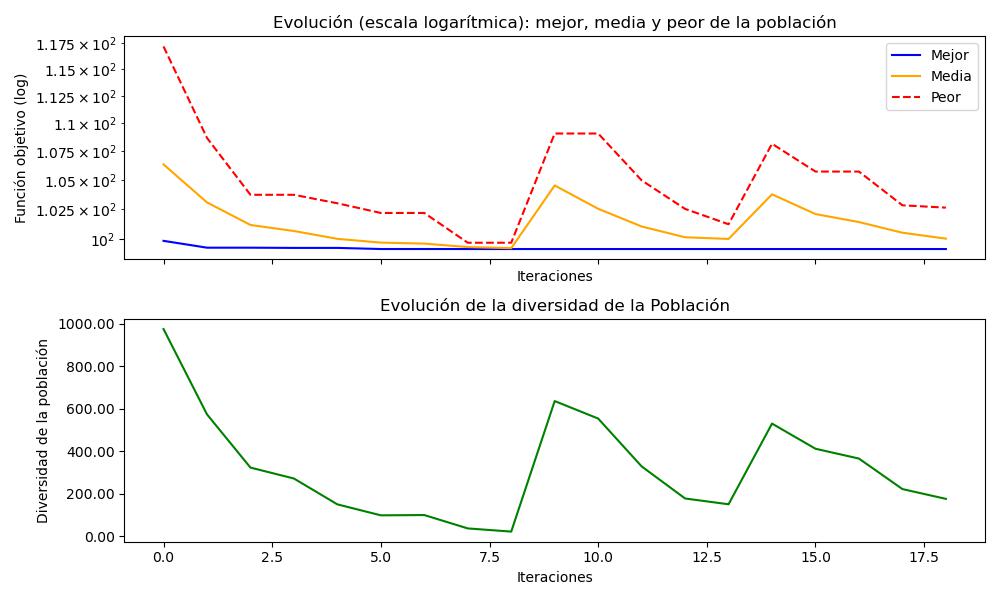 Evolución (escala logarítmica): mejor, media y peor de la población
Función objetivo (log)
1.175 × 10²
1.15 × 10²
1.125 × 10²
1.1 × 10²
1.075 × 10²
1.05 × 10²
1.025 × 10²
10²
Mejor
Media
Peor
Iteraciones
Evolución de la diversidad de la Población
Diversidad de la población
1000.00
800.00
600.00
400.00
200.00
0.00
0.0 2.5 5.0 7.5 10.0 12.5 15.0 17.5
Iteraciones